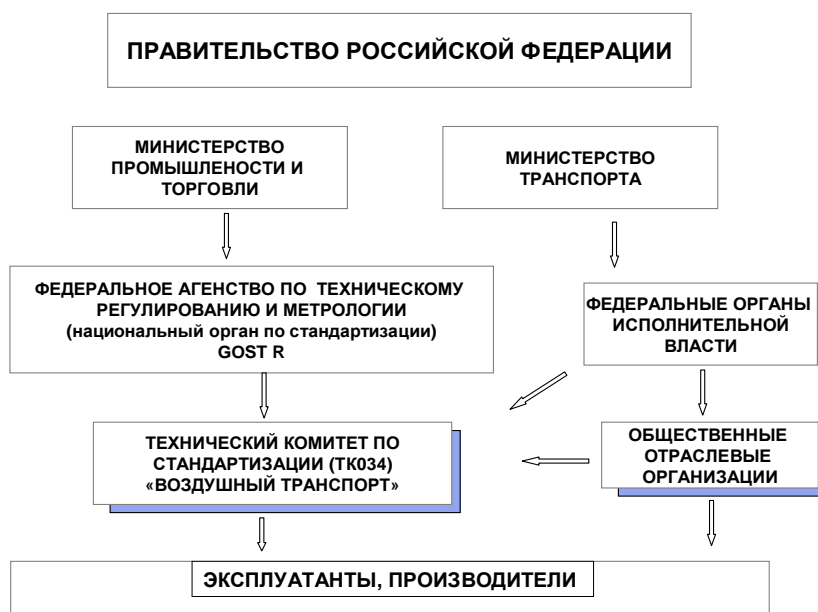 ПРАВИТЕЛЬСТВО РОССИЙСКОЙ ФЕДЕРАЦИИ
МИНИСТЕРСТВО
ПРОМЫШЛЕНОСТИ И
ТОРГОВЛИ
МИНИСТЕРСТВО
ТРАНСПОРТА
ФЕДЕРАЛЬНОЕ АГЕНСТВО ПО ТЕХНИЧЕСКОМУ
РЕГУЛИРОВАНИЮ И МЕТРОЛОГИИ
(национальный орган по стандартизации)
GOST R
ФЕДЕРАЛЬНЫЕ ОРГАНЫ
ИСПОЛНИТЕЛЬНОЙ
ВЛАСТИ
ТЕХНИЧЕСКИЙ КОМИТЕТ ПО
СТАНДАРТИЗАЦИИ (ТК034)
«ВОЗДУШНЫЙ ТРАНСПОРТ»
ОБЩЕСТВЕННЫЕ
ОТРАСЛЕВЫЕ
ОРГАНИЗАЦИИ
ЭКСПЛУАТАНТЫ, ПРОИЗВОДИТЕЛИ